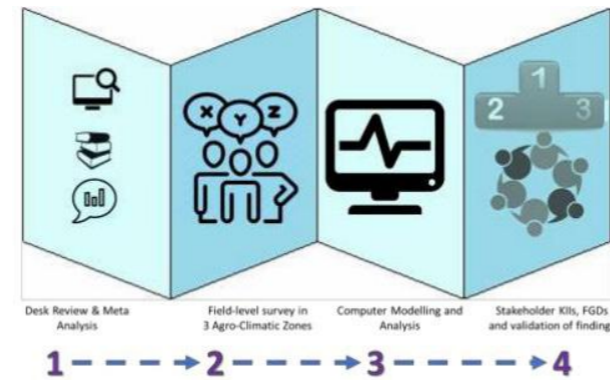 X Y Z
1
2 3
Desk Review & Meta
Analysis
Field-level survey in
3 Agro-Climatic Zones
Computer Modelling and
Analysis
Stakeholder KIIs, FGDs
and validation of finding
1 2 3 4